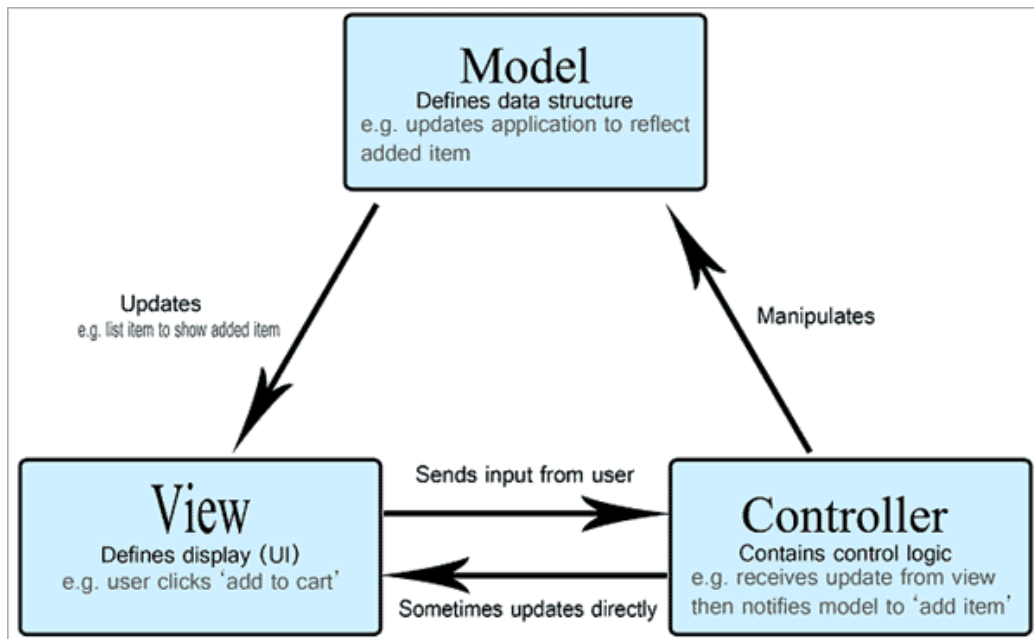 Model
Defines data structure
e.g. updates application to reflect
added item
Updates
e.g. list item to show added item
Manipulates
View
Defines display (UI)
e.g. user clicks ‘add to cart’
Sends input from user
Sometimes updates directly
Controller
Contains control logic
e.g. receives update from view
then notifies model to ‘add item’